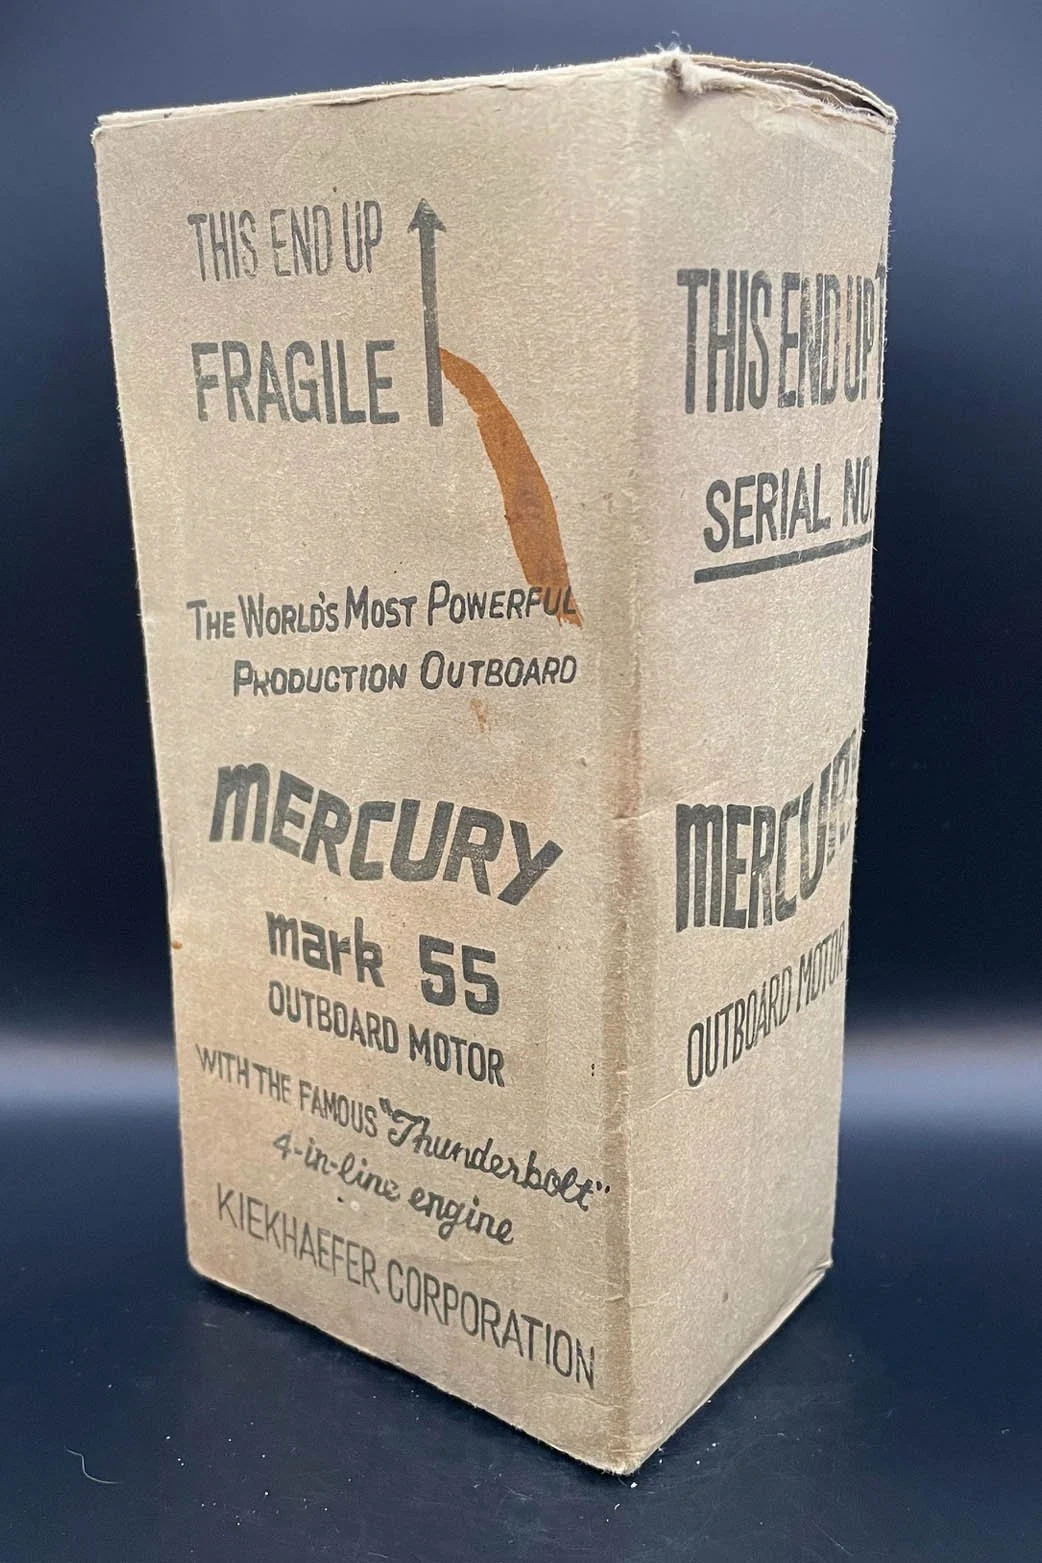 THIS END UP
FRAGILE
THE WORLD'S MOST POWERFUL
PRODUCTION OUTBOARD
MERCURY
mark 55
OUTBOARD MOTOR
WITH THE FAMOUS "Thunderbolt"
4-in-line engine
KIEKHAEFER CORPORATION
THIS END UP
SERIAL NO.
MERCURY
OUTBOARD MOTOR